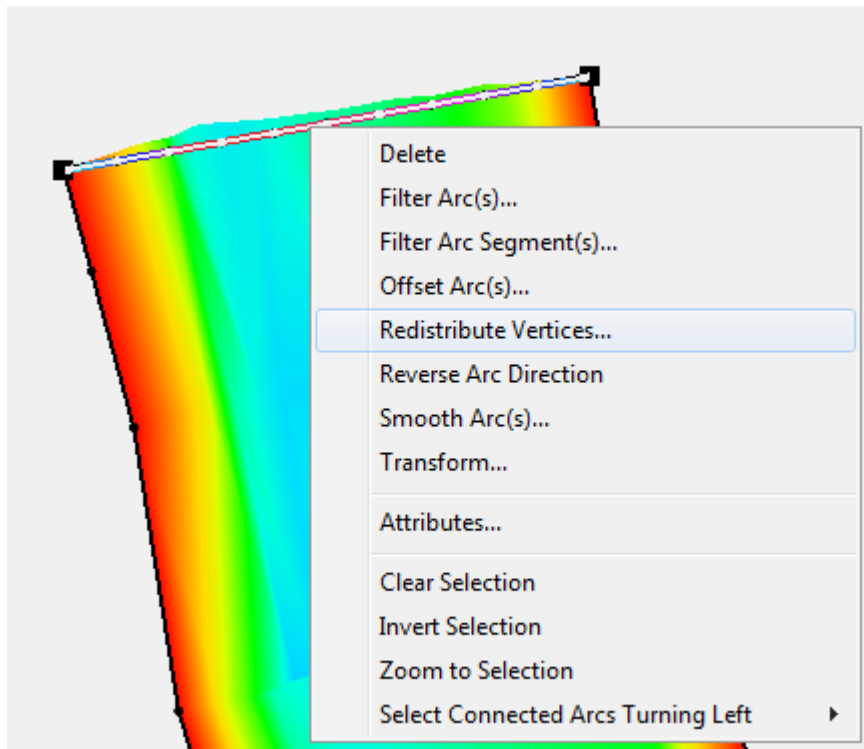 Delete
Filter Arc(s)...
Filter Arc Segment(s)...
Offset Arc(s)...
Redistribute Vertices...
Reverse Arc Direction
Smooth Arc(s)...
Transform...
Attributes...
Clear Selection
Invert Selection
Zoom to Selection
Select Connected Arcs Turning Left